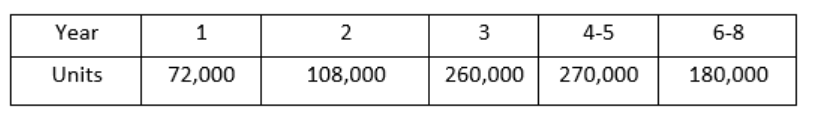 Year 1 2 3 4-5 6-8
Units 72,000 108,000 260,000 270,000 180,000